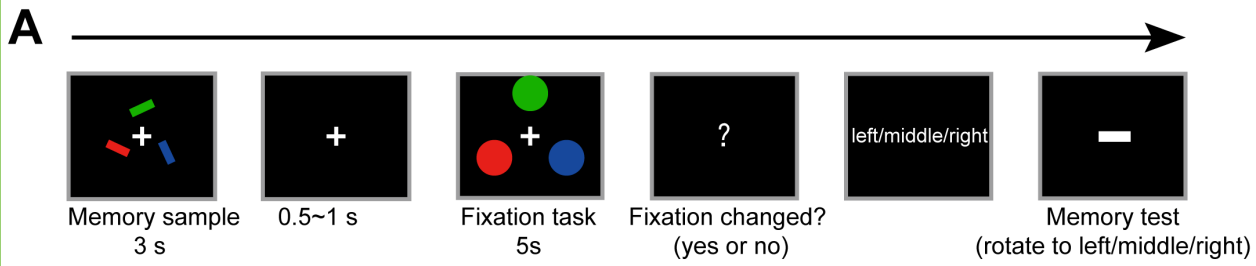 A
left/middle/right
?
Memory sample
3 s
0.5~1 s
Fixation task
5s
Fixation changed?
(yes or no)
Memory test
(rotate to left/middle/right)